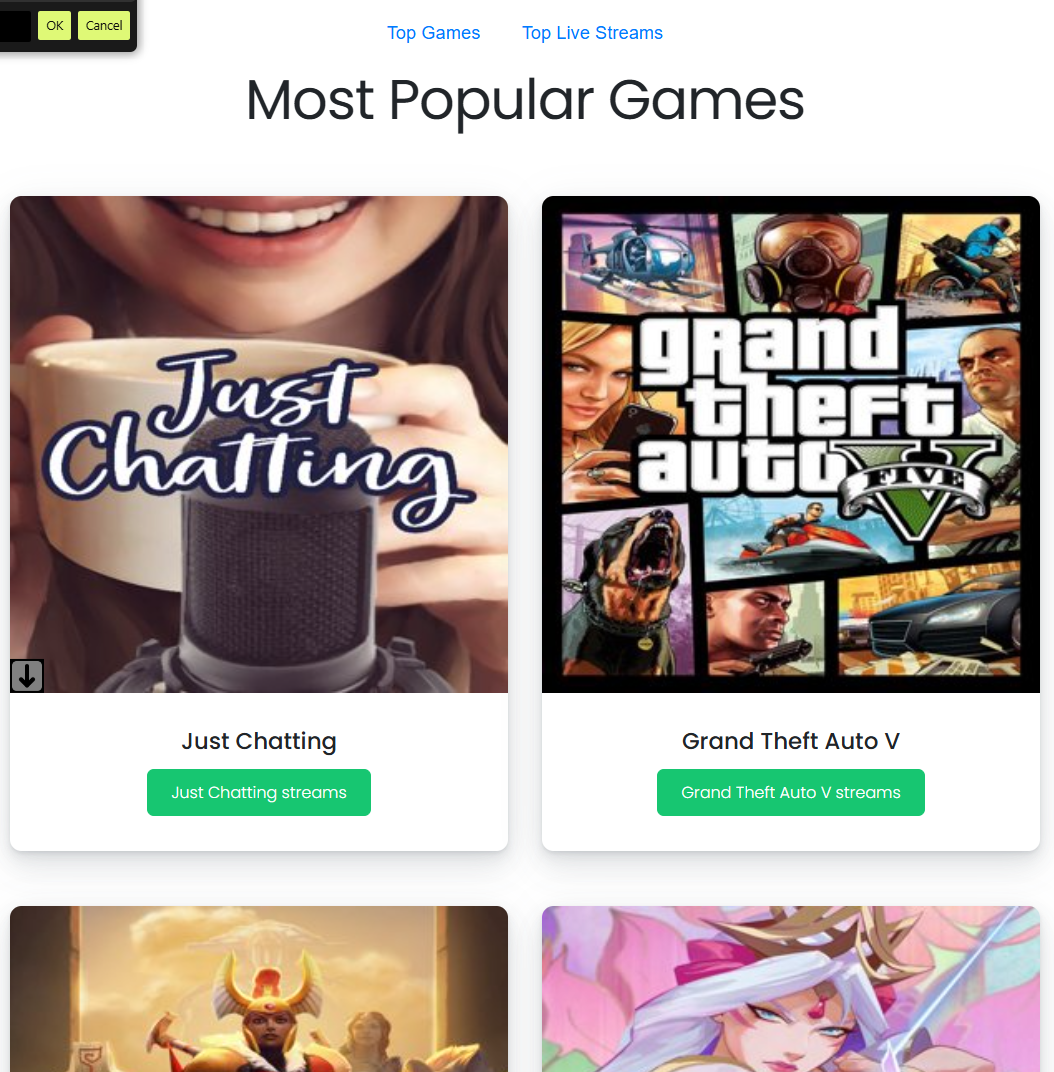 OK Cancel
Top Games Top Live Streams
Most Popular Games
Just
Chatting
grand
theft
auto
FIVE
Just Chatting
Grand Theft Auto V
Just Chatting streams
Grand Theft Auto V streams